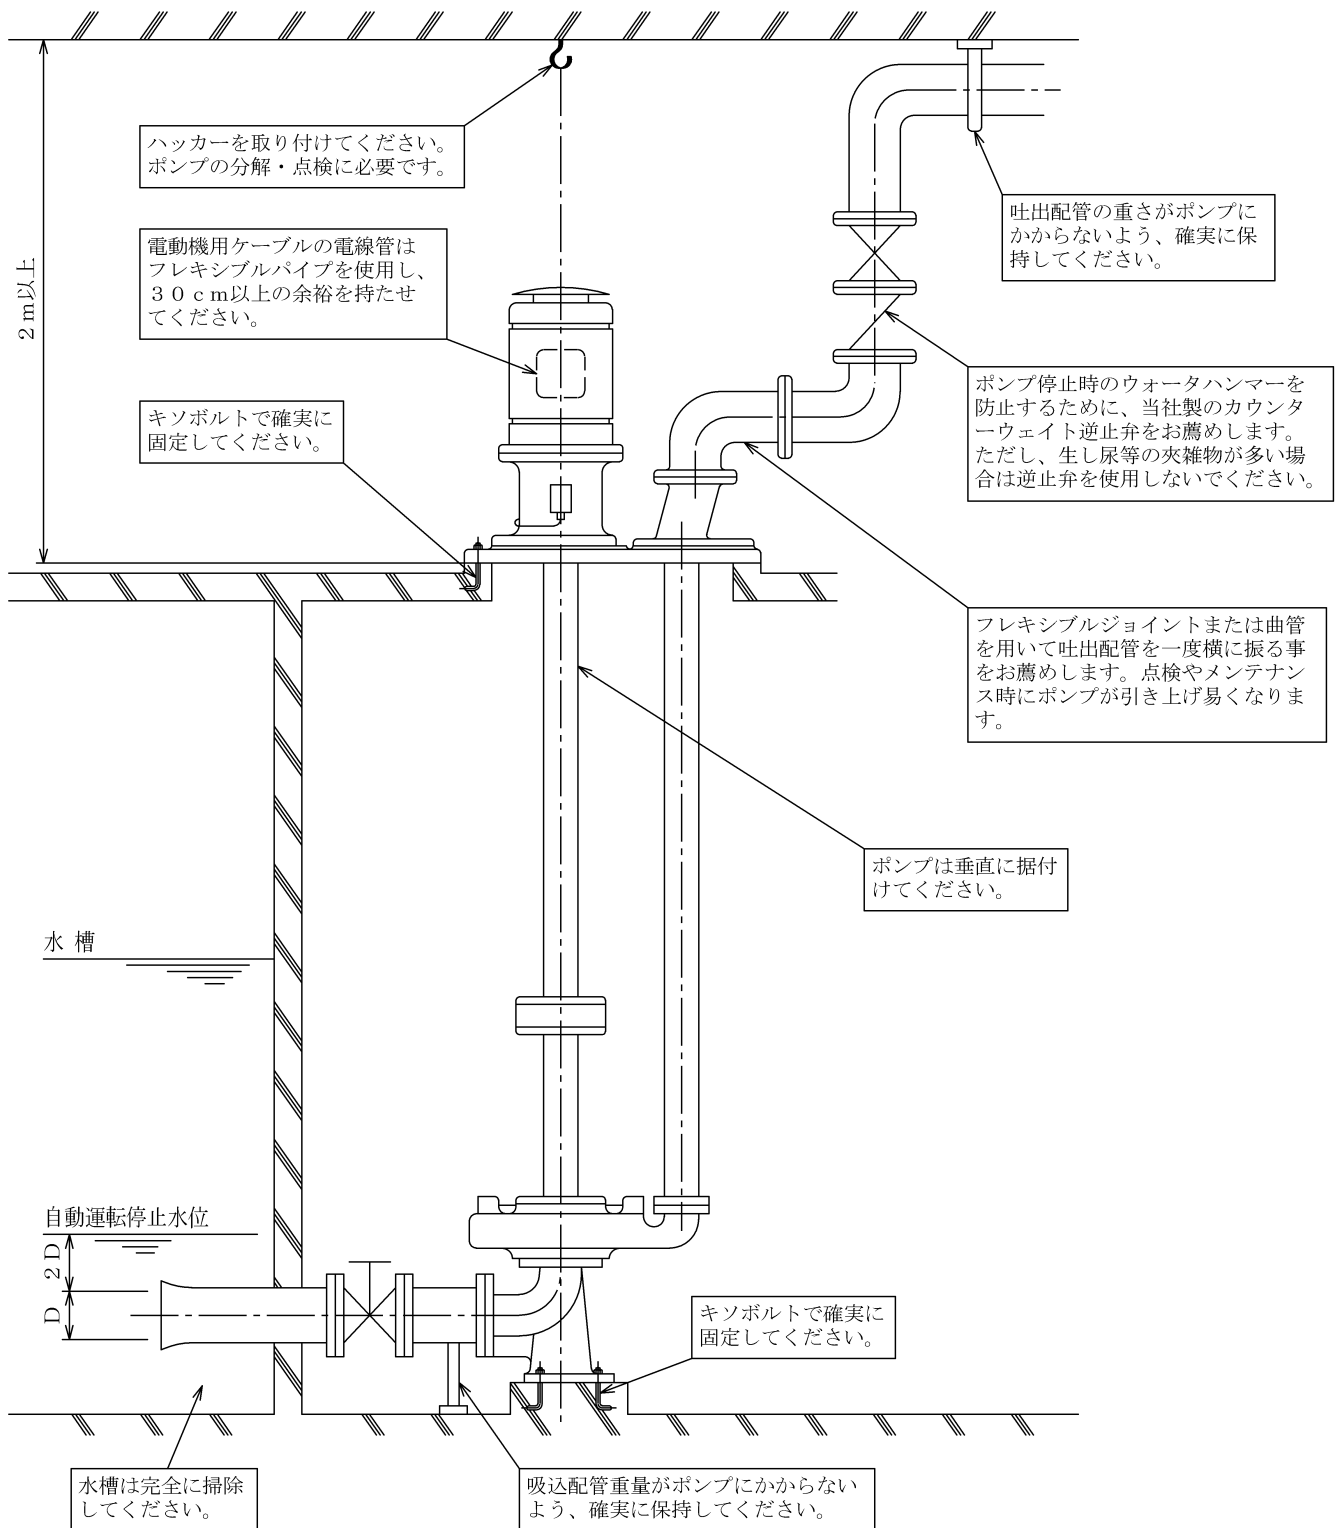 ハッカーを取り付けてください。
ポンプの分解・点検に必要です。
吐出配管の重さがポンプに
かからないよう、確実に保
持してください。
電動機用ケーブルの電線管は
フレキシブルパイプを使用し、
３０ｃｍ以上の余裕を持たせ
てください。
２ｍ以上
ポンプ停止時のウォータハンマーを
防止するために、当社製のカウンタ
ーウェイト逆止弁をお薦めします。
ただし、生し尿等の夾雑物が多い場
合は逆止弁を使用しないでください。
キソボルトで確実に
固定してください。
フレキシブルジョイントまたは曲管
を用いて吐出配管を一度横に振る事
をお薦めします。点検やメンテナン
ス時にポンプが引き上げ易くなりま
す。
ポンプは垂直に据付
けてください。
水 槽
自動運転停止水位
２Ｄ
Ｄ
キソボルトで確実に
固定してください。
水槽は完全に掃除
してください。
吸込配管重量がポンプにかからない
よう、確実に保持してください。